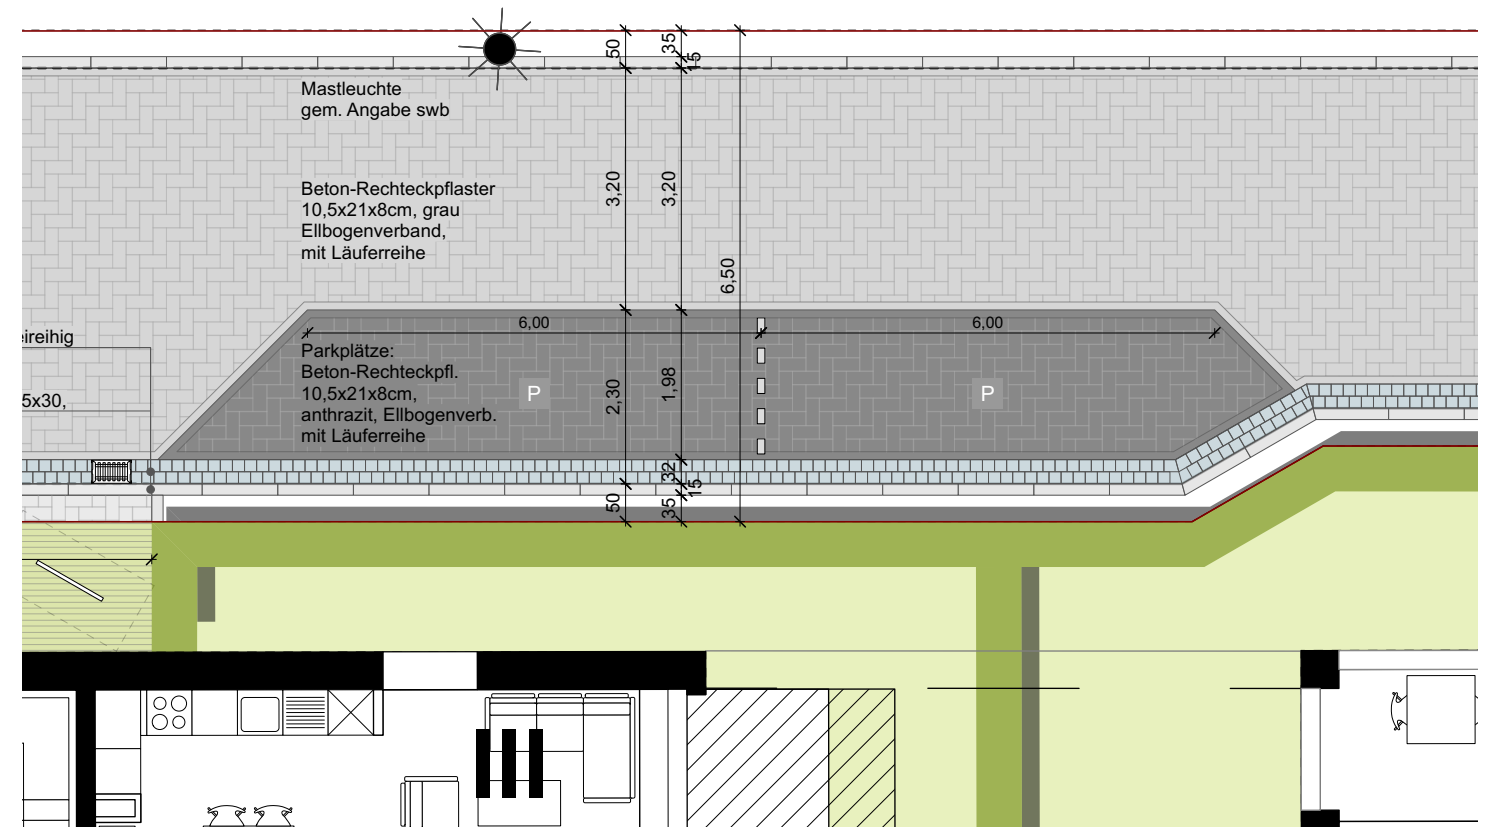 50
35
15
Mastleuchte
gem. Angabe swb
3,20
3,20
Beton-Rechteckpflaster
10,5x21x8cm, grau
Ellbogenverband,
mit Läuferreihe
6,50
6,00
6,00
ireihig
Parkplätze:
Beton-Rechteckpfl.
10,5x21x8cm,
anthrazit, Ellbogenverb.
mit Läuferreihe
2,30
1,98
P
P
5x30,
32
15
50
35